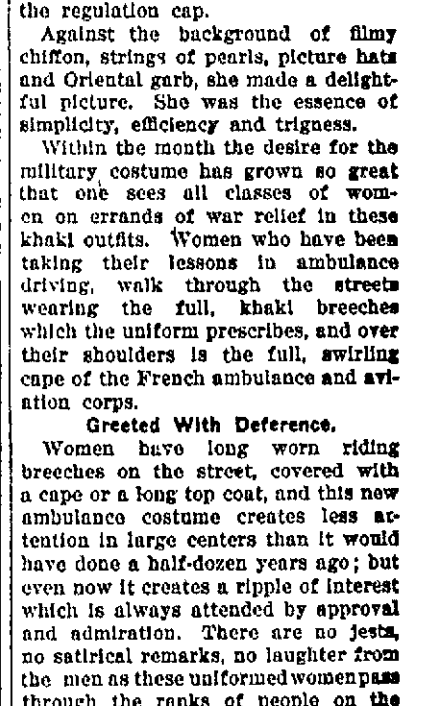 the regulation cap.
Against the background of filmy
chiffon, strings of pearls, picture hats
and Oriental garb, she made a delight-
ful picture. She was the essence of
simplicity, efficiency and trigness.
Within the month the desire for the
military costume has grown so great
that one sees all classes of wom-
en on errands of war relief in these
khaki outfits. Women who have been
taking their lessons in ambulance
driving, walk through the streets
wearing the full, khaki breeches
which the uniform prescribes, and over
their shoulders is the full, swirling
cape of the French ambulance and avi-
ation corps.
Greeted With Deference.
Women have long worn riding
breeches on the street, covered with
a cape or a long top coat, and this new
ambulance costume creates less at-
tention in large centers than it would
have done a half-dozen years ago; but
even now it creates a ripple of interest
which is always attended by approval
and admiration. There are no jests,
no satirical remarks, no laughter from
the men as these uniformed women pass
through the ranks of people on the